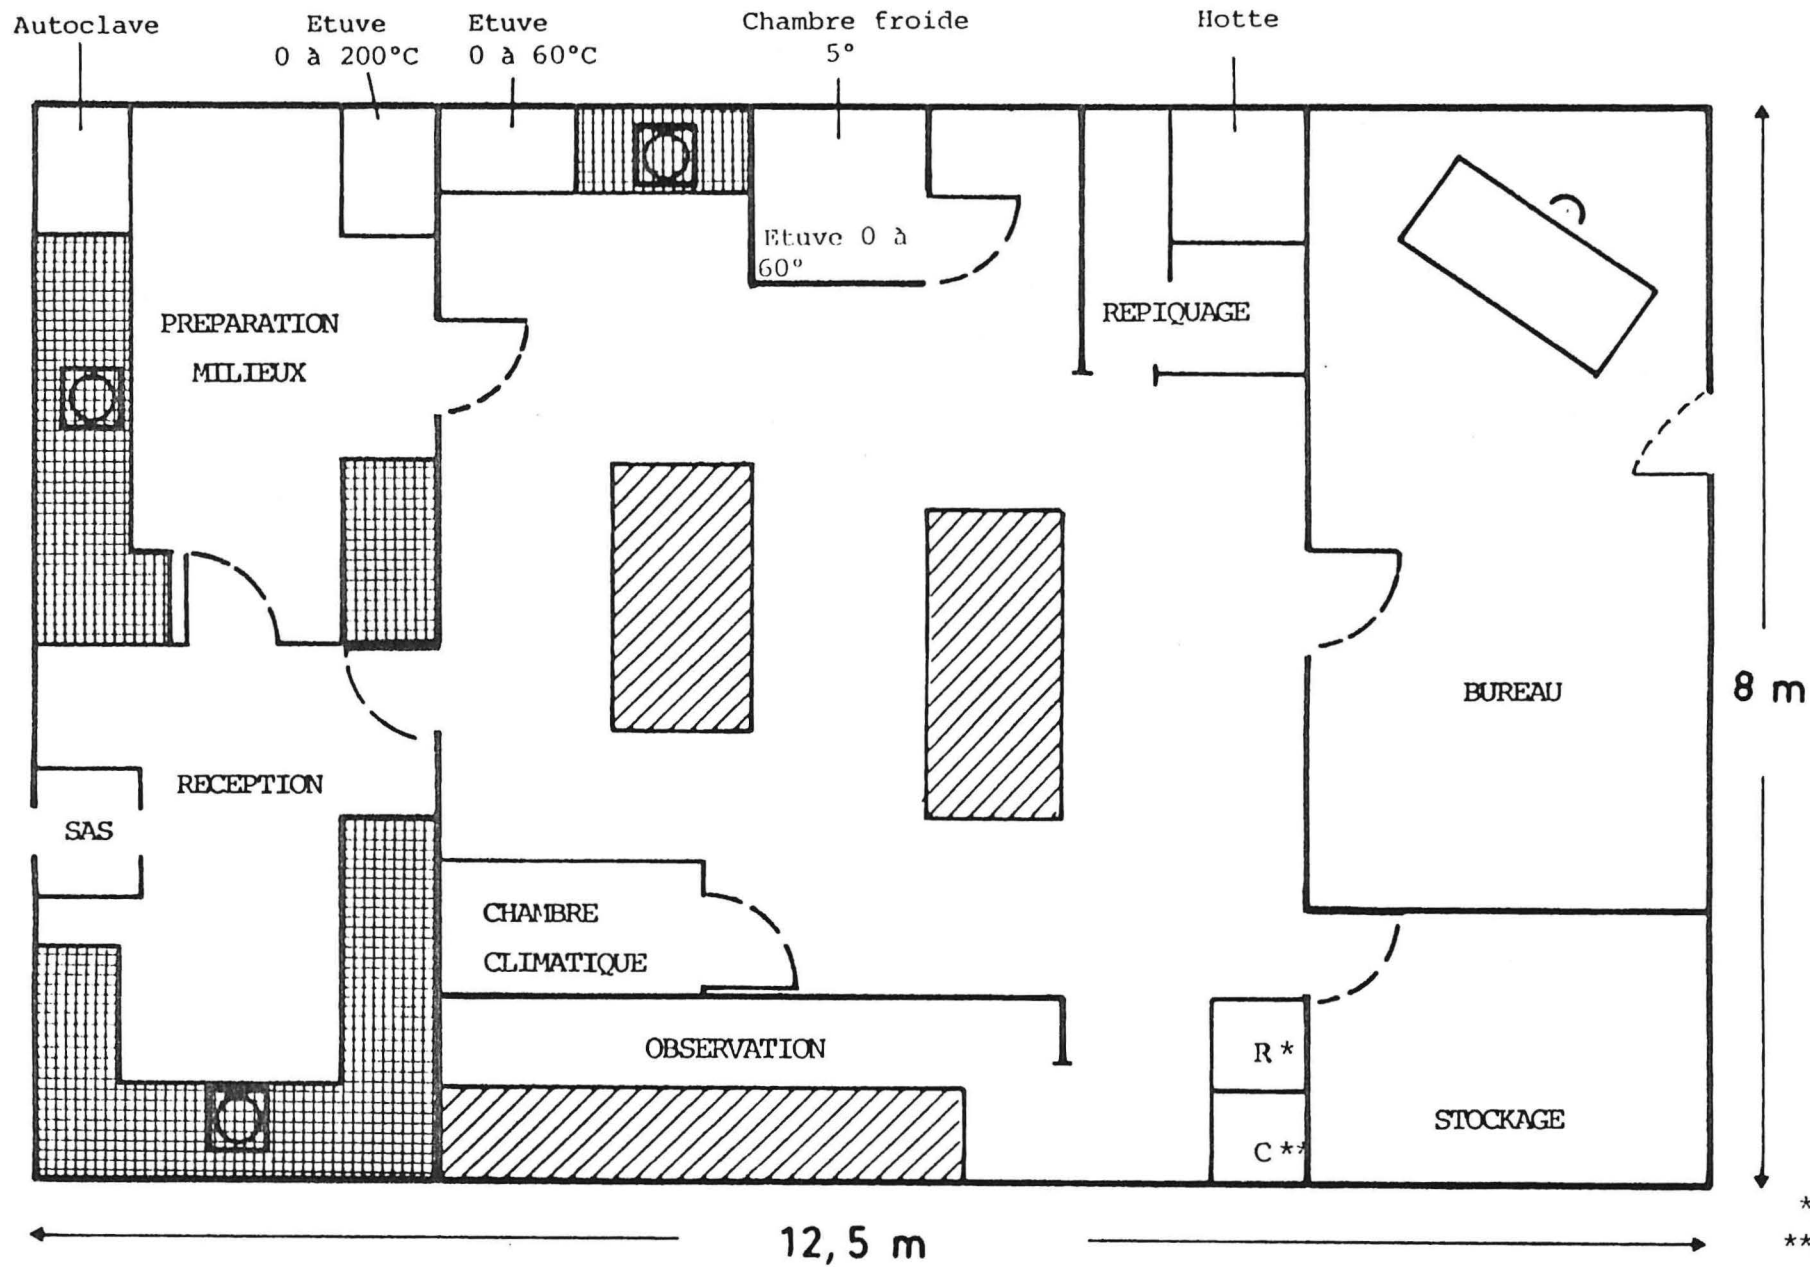 Autoclave
Etuve
0 à 200°C
Etuve
0 à 60°C
Chambre froide
5°
Hotte
Etuve 0 à
60°
PREPARATION
MILIEUX
REPIQUAGE
BUREAU
8 m
RECEPTION
SAS
CHAMBRE
CLIMATIQUE
OBSERVATION
R *
C **
STOCKAGE
*
**
12,5 m